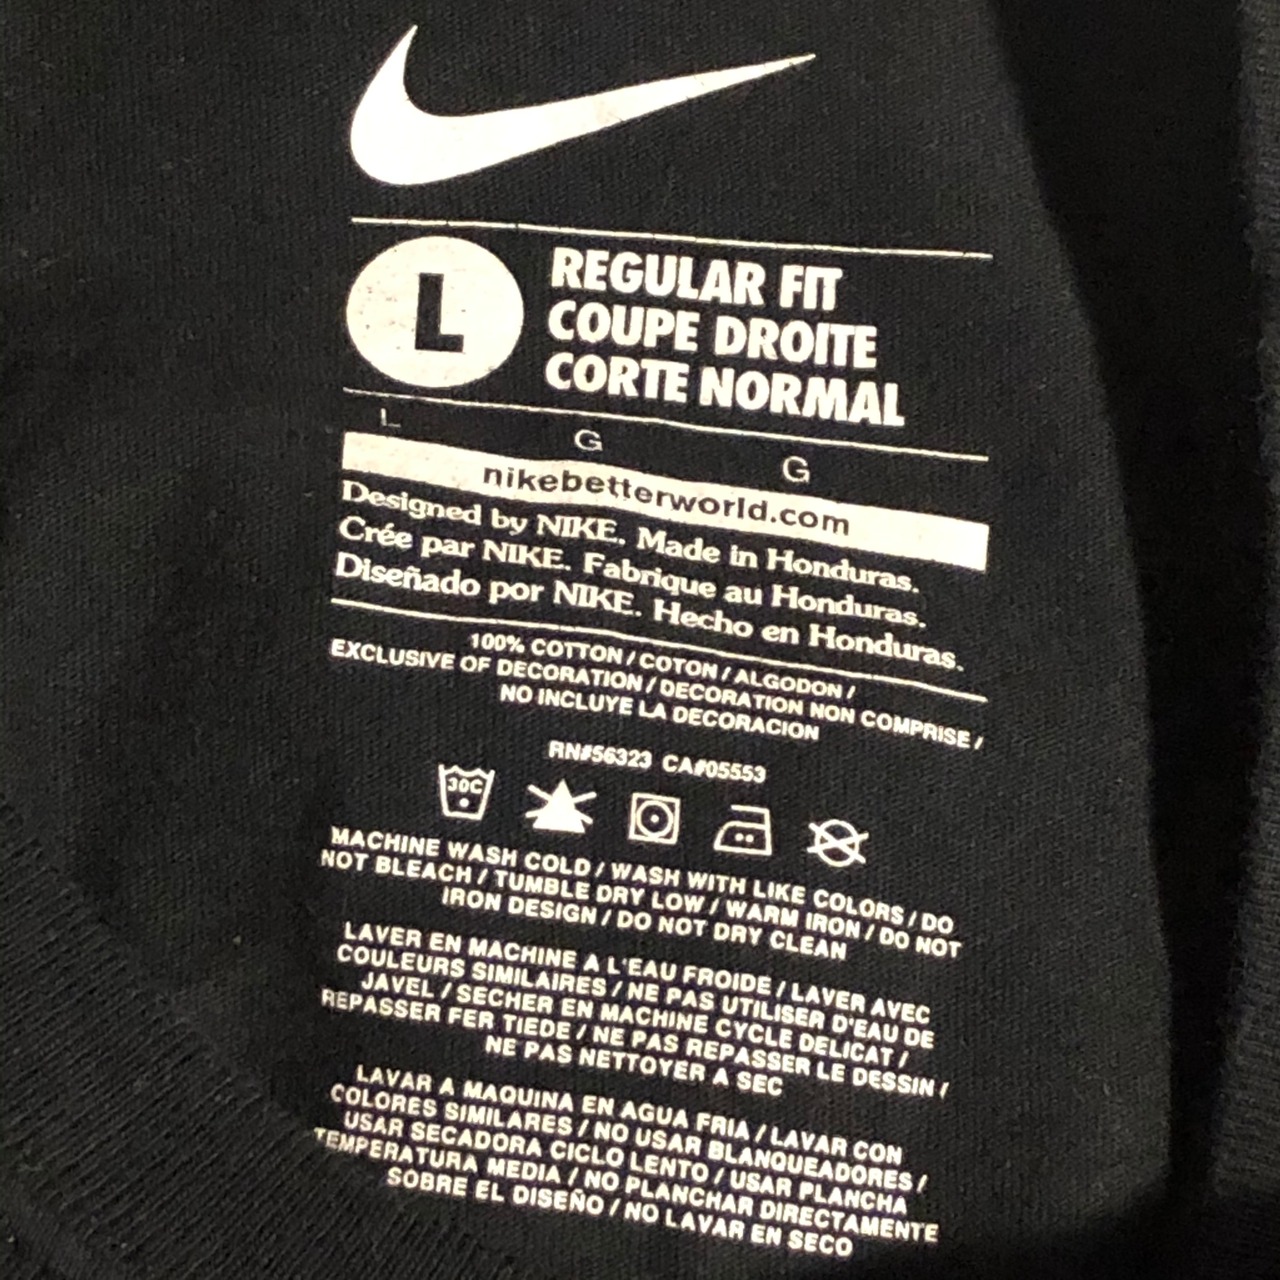 L
REGULAR FIT
COUPE DROITE
CORTE NORMAL
L G G
nikebetterworld.com
Designed by NIKE. Made in Honduras.
Crée par NIKE. Fabrique au Honduras.
Diseñado por NIKE. Hecho en Honduras.
100% COTTON / COTON / ALGODON /
EXCLUSIVE OF DECORATION / DECORATION NON COMPRISE /
NO INCLUYE LA DECORACION
RN#56323 CA#05553
30C
MACHINE WASH COLD / WASH WITH LIKE COLORS / DO
NOT BLEACH / TUMBLE DRY LOW / WARM IRON / DO NOT
IRON DESIGN / DO NOT DRY CLEAN
LAVER EN MACHINE A L'EAU FROIDE / LAVER AVEC
COULEURS SIMILAIRES / NE PAS UTILISER D'EAU DE
JAVEL / SECHER EN MACHINE CYCLE DELICAT /
REPASSER FER TIEDE / NE PAS REPASSER LE DESSIN /
NE PAS NETTOYER A SEC
LAVAR A MAQUINA EN AGUA FRIA / LAVAR CON
COLORES SIMILARES / NO USAR BLANQUEADORES /
USAR SECADORA CICLO LENTO / USAR PLANCHA
TEMPERATURA MEDIA / NO PLANCHAR DIRECTAMENTE
SOBRE EL DISEÑO / NO LAVAR EN SECO